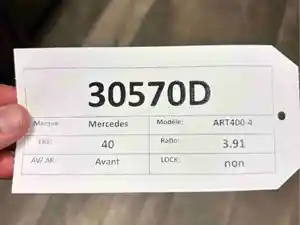 30570D
Marque: Mercedes Modèle: ART400-4
40 Ratio: 3.91
AV/AR: Avant LOCK: non